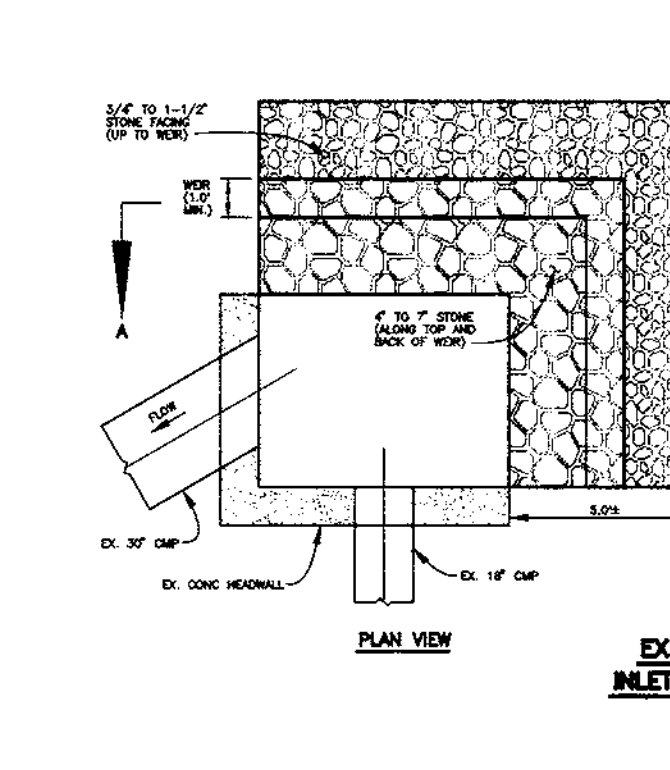 3/4" TO 1-1/2"
STONE FACING
(UP TO WEIR)
WEIR
(1.0'
MIN.)
A
4" TO 7" STONE
(ALONG TOP AND
BACK OF WEIR)
FLOW
5.0'±
EX. 30" CMP
EX. CONC HEADWALL
EX. 18" CMP
PLAN VIEW
EX
INLET